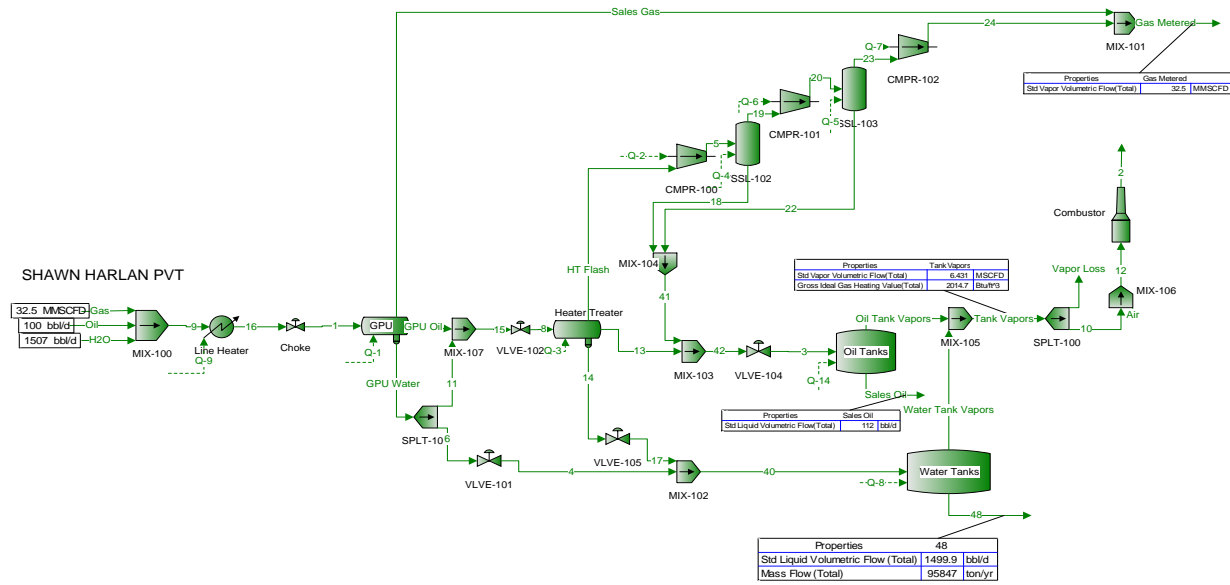 Sales Gas
24
Gas Metered
MIX-101
Q-7
23
CMPR-102
Properties Gas Metered
Std Vapor Volumetric Flow(Total) 32.5 MMSCFD
20
Q-6
19
CMPR-101
Q-5
SSL-103
Q-2
5
Q-4
CMPR-100
SSL-102
18
22
2
Combustor
MIX-104
HT Flash
41
Properties Tank Vapors
Std Vapor Volumetric Flow(Total) 6.431 MSCFD
Gross Ideal Gas Heating Value(Total) 2014.7 Btu/ft^3
Vapor Loss
12
MIX-106
Air
SHAWN HARLAN PVT
32.5 MMSCFD Gas
100 bbl/d Oil
1507 bbl/d H2O
MIX-100
9
16
Line Heater
Q-9
Choke
1
GPU
Q-1
GPU Oil
MIX-107
15
VLVE-102
8
Heater Treater
Q-3
13
MIX-103
42
VLVE-104
3
Oil Tanks
Q-14
Oil Tank Vapors
MIX-105
Tank Vapors
SPLT-100
10
GPU Water
11
14
Sales Oil
Properties Sales Oil
Std Liquid Volumetric Flow(Total) 112 bbl/d
Water Tank Vapors
SPLT-10
6
VLVE-101
4
VLVE-105
17
MIX-102
40
Water Tanks
Q-8
48
Properties 48
Std Liquid Volumetric Flow (Total) 1499.9 bbl/d
Mass Flow (Total) 95847 ton/yr